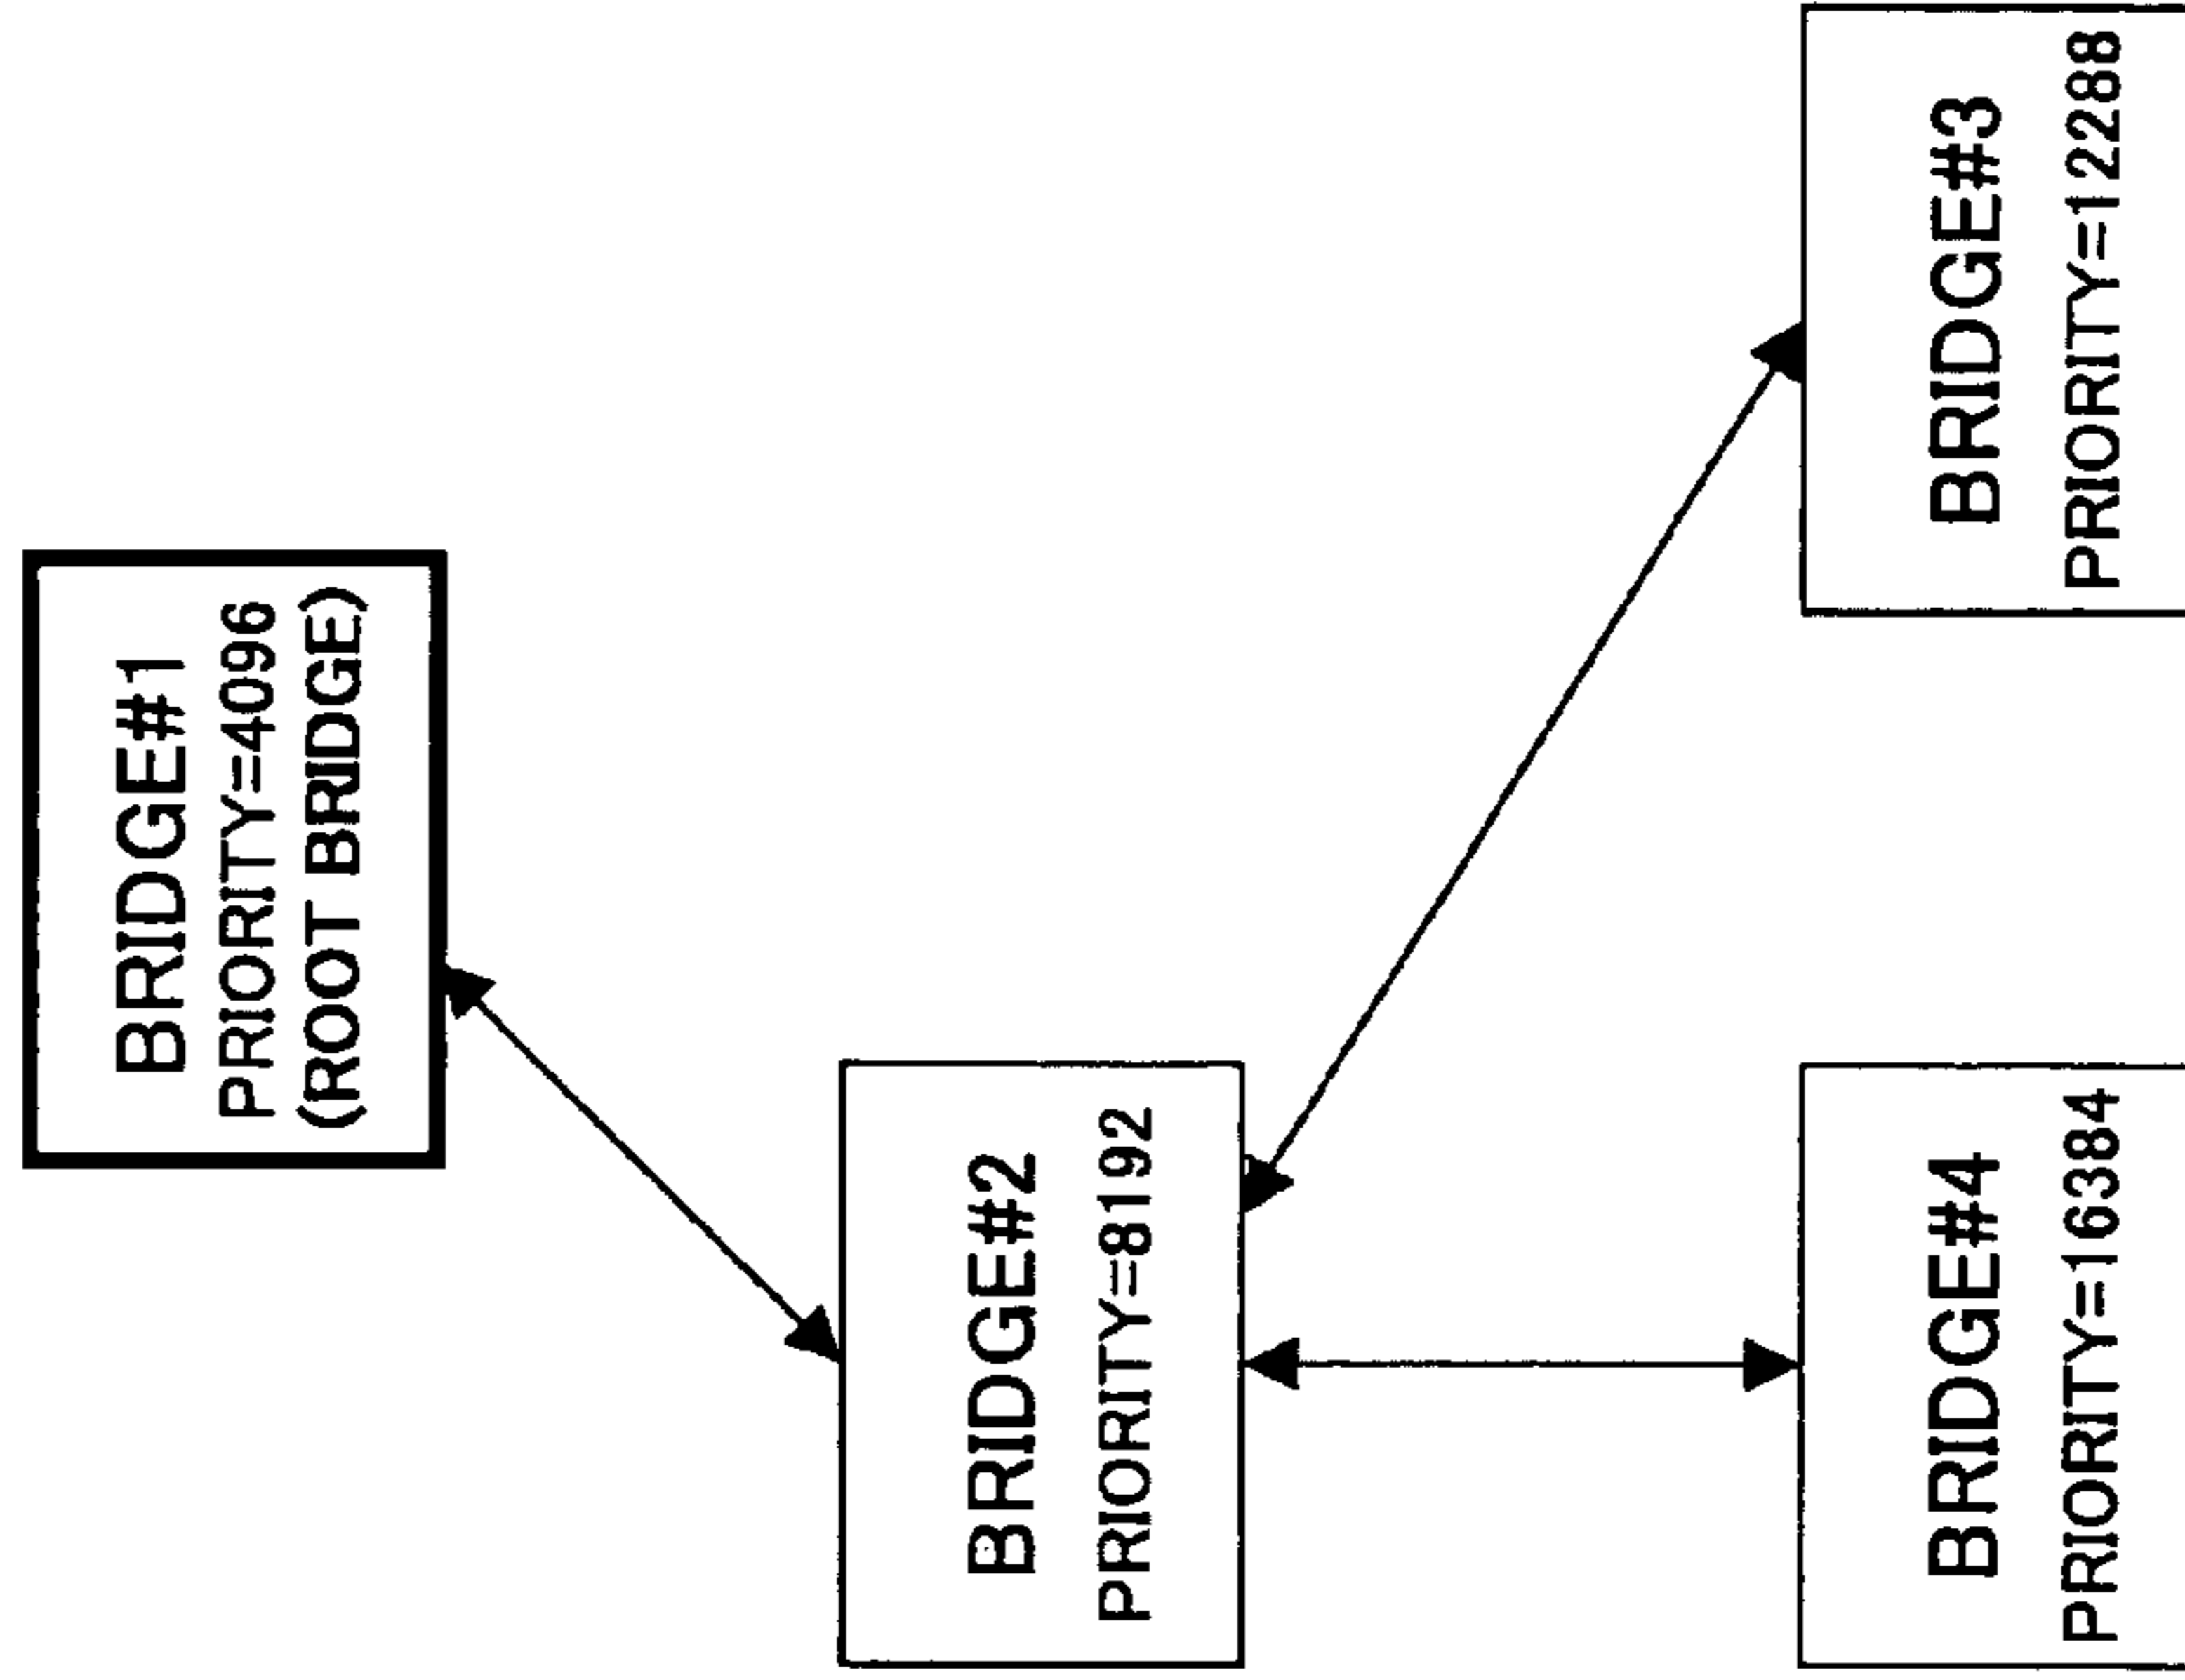 BRIDGE#1
PRIORITY=4096
(ROOT BRIDGE)
BRIDGE#2
PRIORITY=8192
BRIDGE#3
PRIORITY=12288
BRIDGE#4
PRIORITY=16384